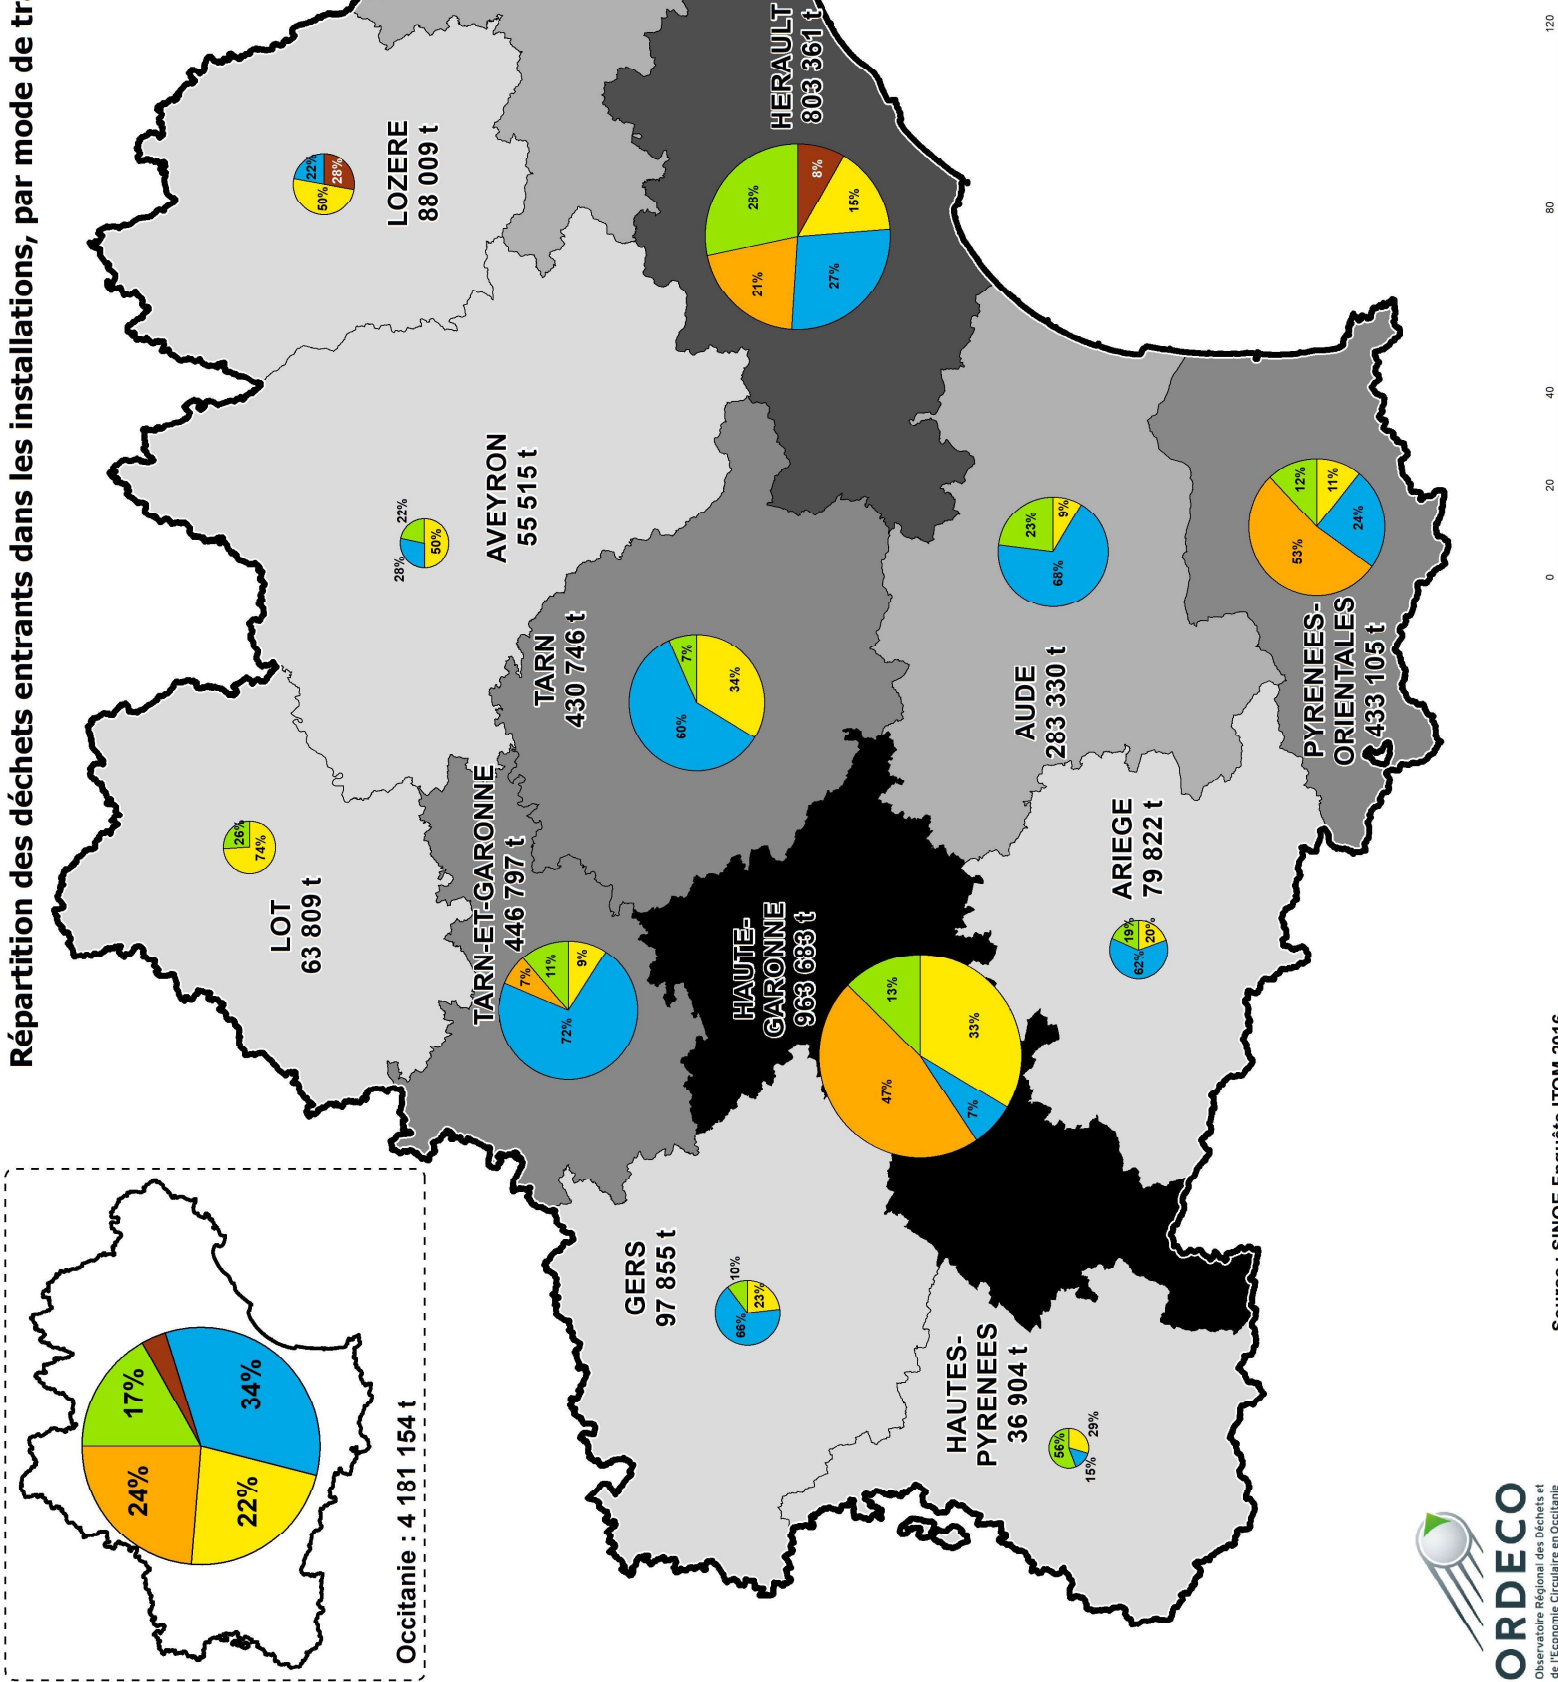 Répartition des déchets entrants dans les installations, par mode de
24%
17%
22%
34%
Occitanie : 4 181 154 t
LOT
63 809 t
26%
74%
LOZERE
88 009 t
50%
22%
28%
AVEYRON
55 515 t
28%
22%
50%
TARN-ET-GARONNE
446 797 t
7%
11%
9%
72%
TARN
430 746 t
60%
7%
34%
GERS
97 855 t
66%
10%
23%
HAUTE-
GARONNE
963 683 t
47%
13%
33%
7%
HERAULT
803 361 t
21%
28%
27%
15%
8%
HAUTES-
PYRENEES
36 904 t
56%
15%
29%
ARIEGE
79 822 t
62%
19%
20%
AUDE
283 330 t
23%
68%
9%
PYRENEES-
ORIENTALES
433 105 t
53%
12%
11%
24%
ORDECO
Observatoire Régional des Déchets et
de l'Economie Circulaire en Occitanie
Source : SINOE Enquête ITOM 2016
0 20 40 80 120